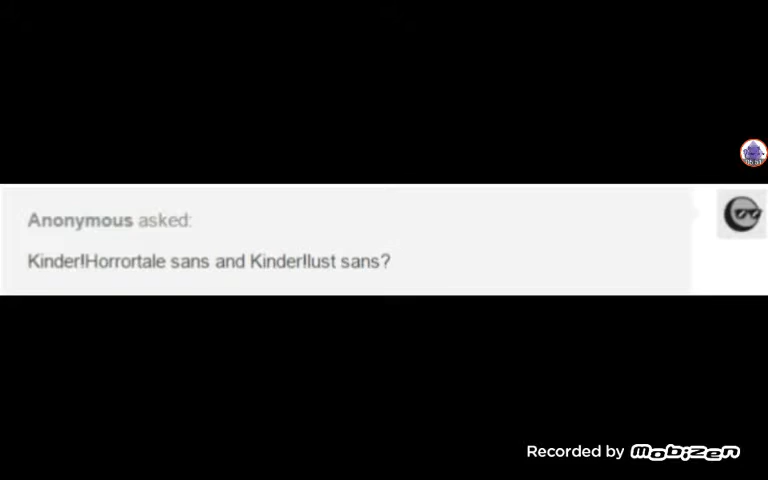 Anonymous asked:
Kinder!Horrortale sans and Kinder!lust sans?
Recorded by Mobizen